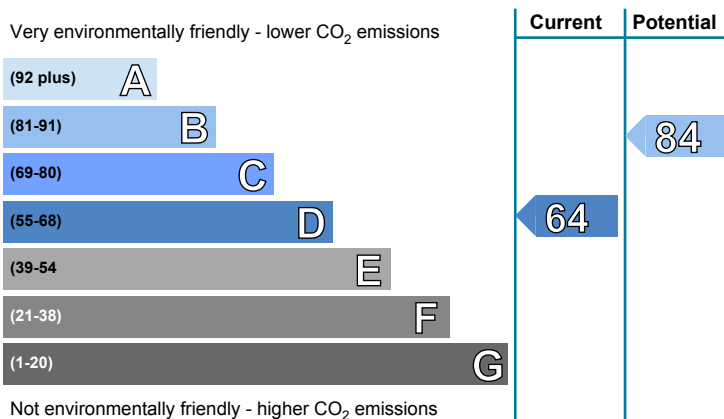 Current Potential
Very environmentally friendly - lower CO2 emissions
(92 plus) A
(81-91) B
84
(69-80) C
(55-68) D
64
(39-54 E
(21-38) F
(1-20) G
Not environmentally friendly - higher CO2 emissions